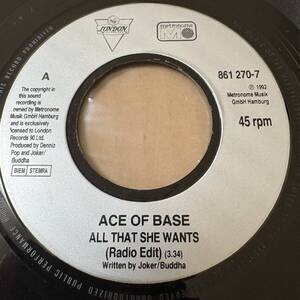 LONDON
metronome
M
A
861 270-7
The copyright in
this sound
recording is
owned by
Metronome Musik
GmbH Hamburg
and is exclusively
licensed to London
Records 90 Ltd.
Produced by Denniz
Pop and Joker/
Buddha
℗ 1992
Metronome Musik
GmbH Hamburg
45 rpm
BIEM STEMRA
ACE OF BASE
ALL THAT SHE WANTS
(Radio Edit) (3.34)
Written by Joker/Buddha